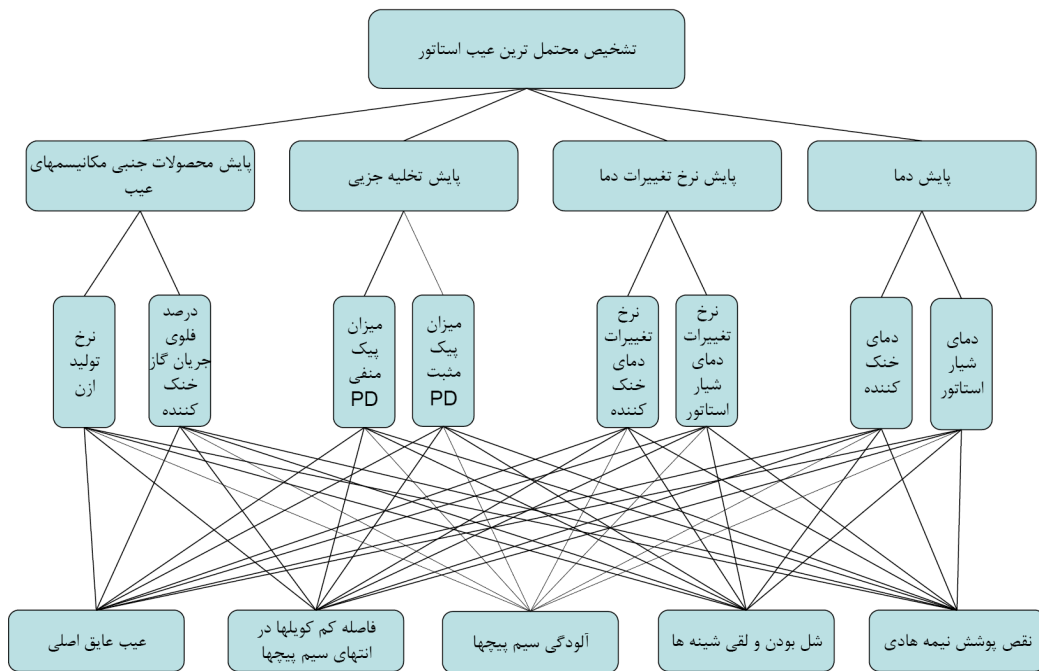 تشخیص محتمل ترین عیب استاتور
پایش دما
پایش نرخ تغییرات دما
پایش تخلیه جزیی
پایش محصولات جنبی مکانیسمهای
عیب
دمای
شیار
استاتور
دمای
خنک
کننده
نرخ
تغییرات
دمای
شیار
استاتور
نرخ
تغییرات
دمای
خنک
کننده
میزان
پیک
مثبت
PD
میزان
پیک
منفی
PD
درصد
فلوی
جریان گاز
خنک
کننده
نرخ
تولید
ازن
نقص پوشش نیمه هادی
شل بودن و لقی شینه ها
آلودگی سیم پیچها
فاصله کم کویلها در
انتهای سیم پیچها
عیب عایق اصلی